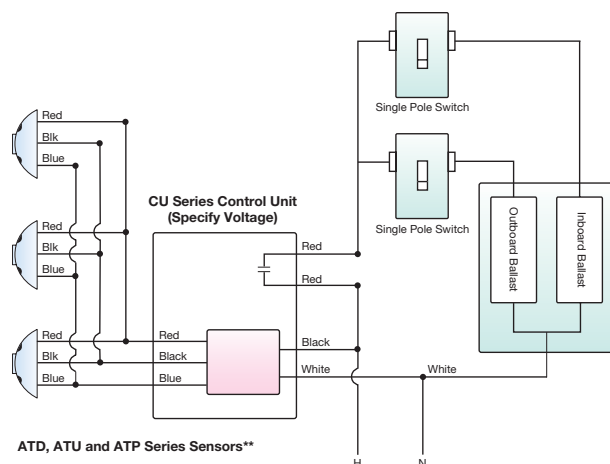 Single Pole Switch
Red
Blk
Blue
Single Pole Switch
CU Series Control Unit
(Specify Voltage)
Outboard Ballast
Inboard Ballast
Red
Blk
Blue
Red
Red
Red
Blk
Blue
Red
Black
Blue
Black
White
White
ATD, ATU and ATP Series Sensors**
H
N